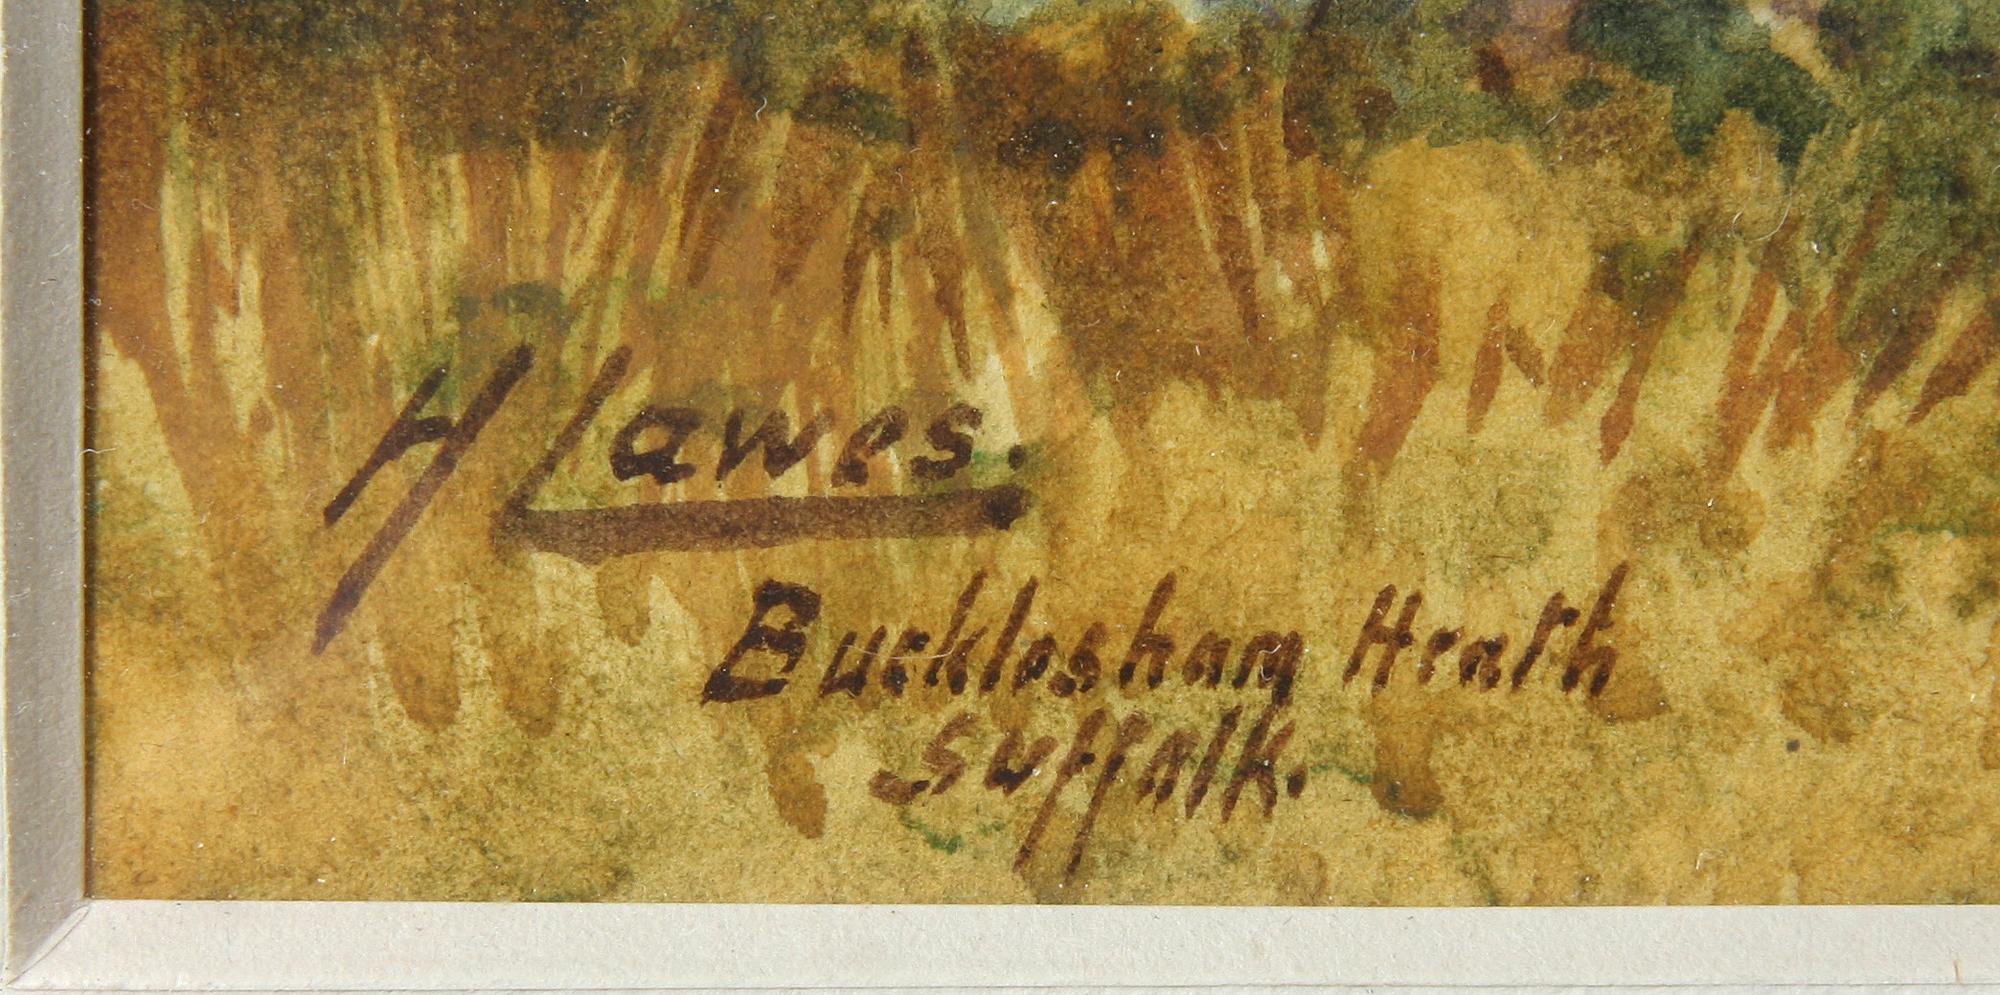 H Lawes.
Bucklesham Heath
Suffolk.